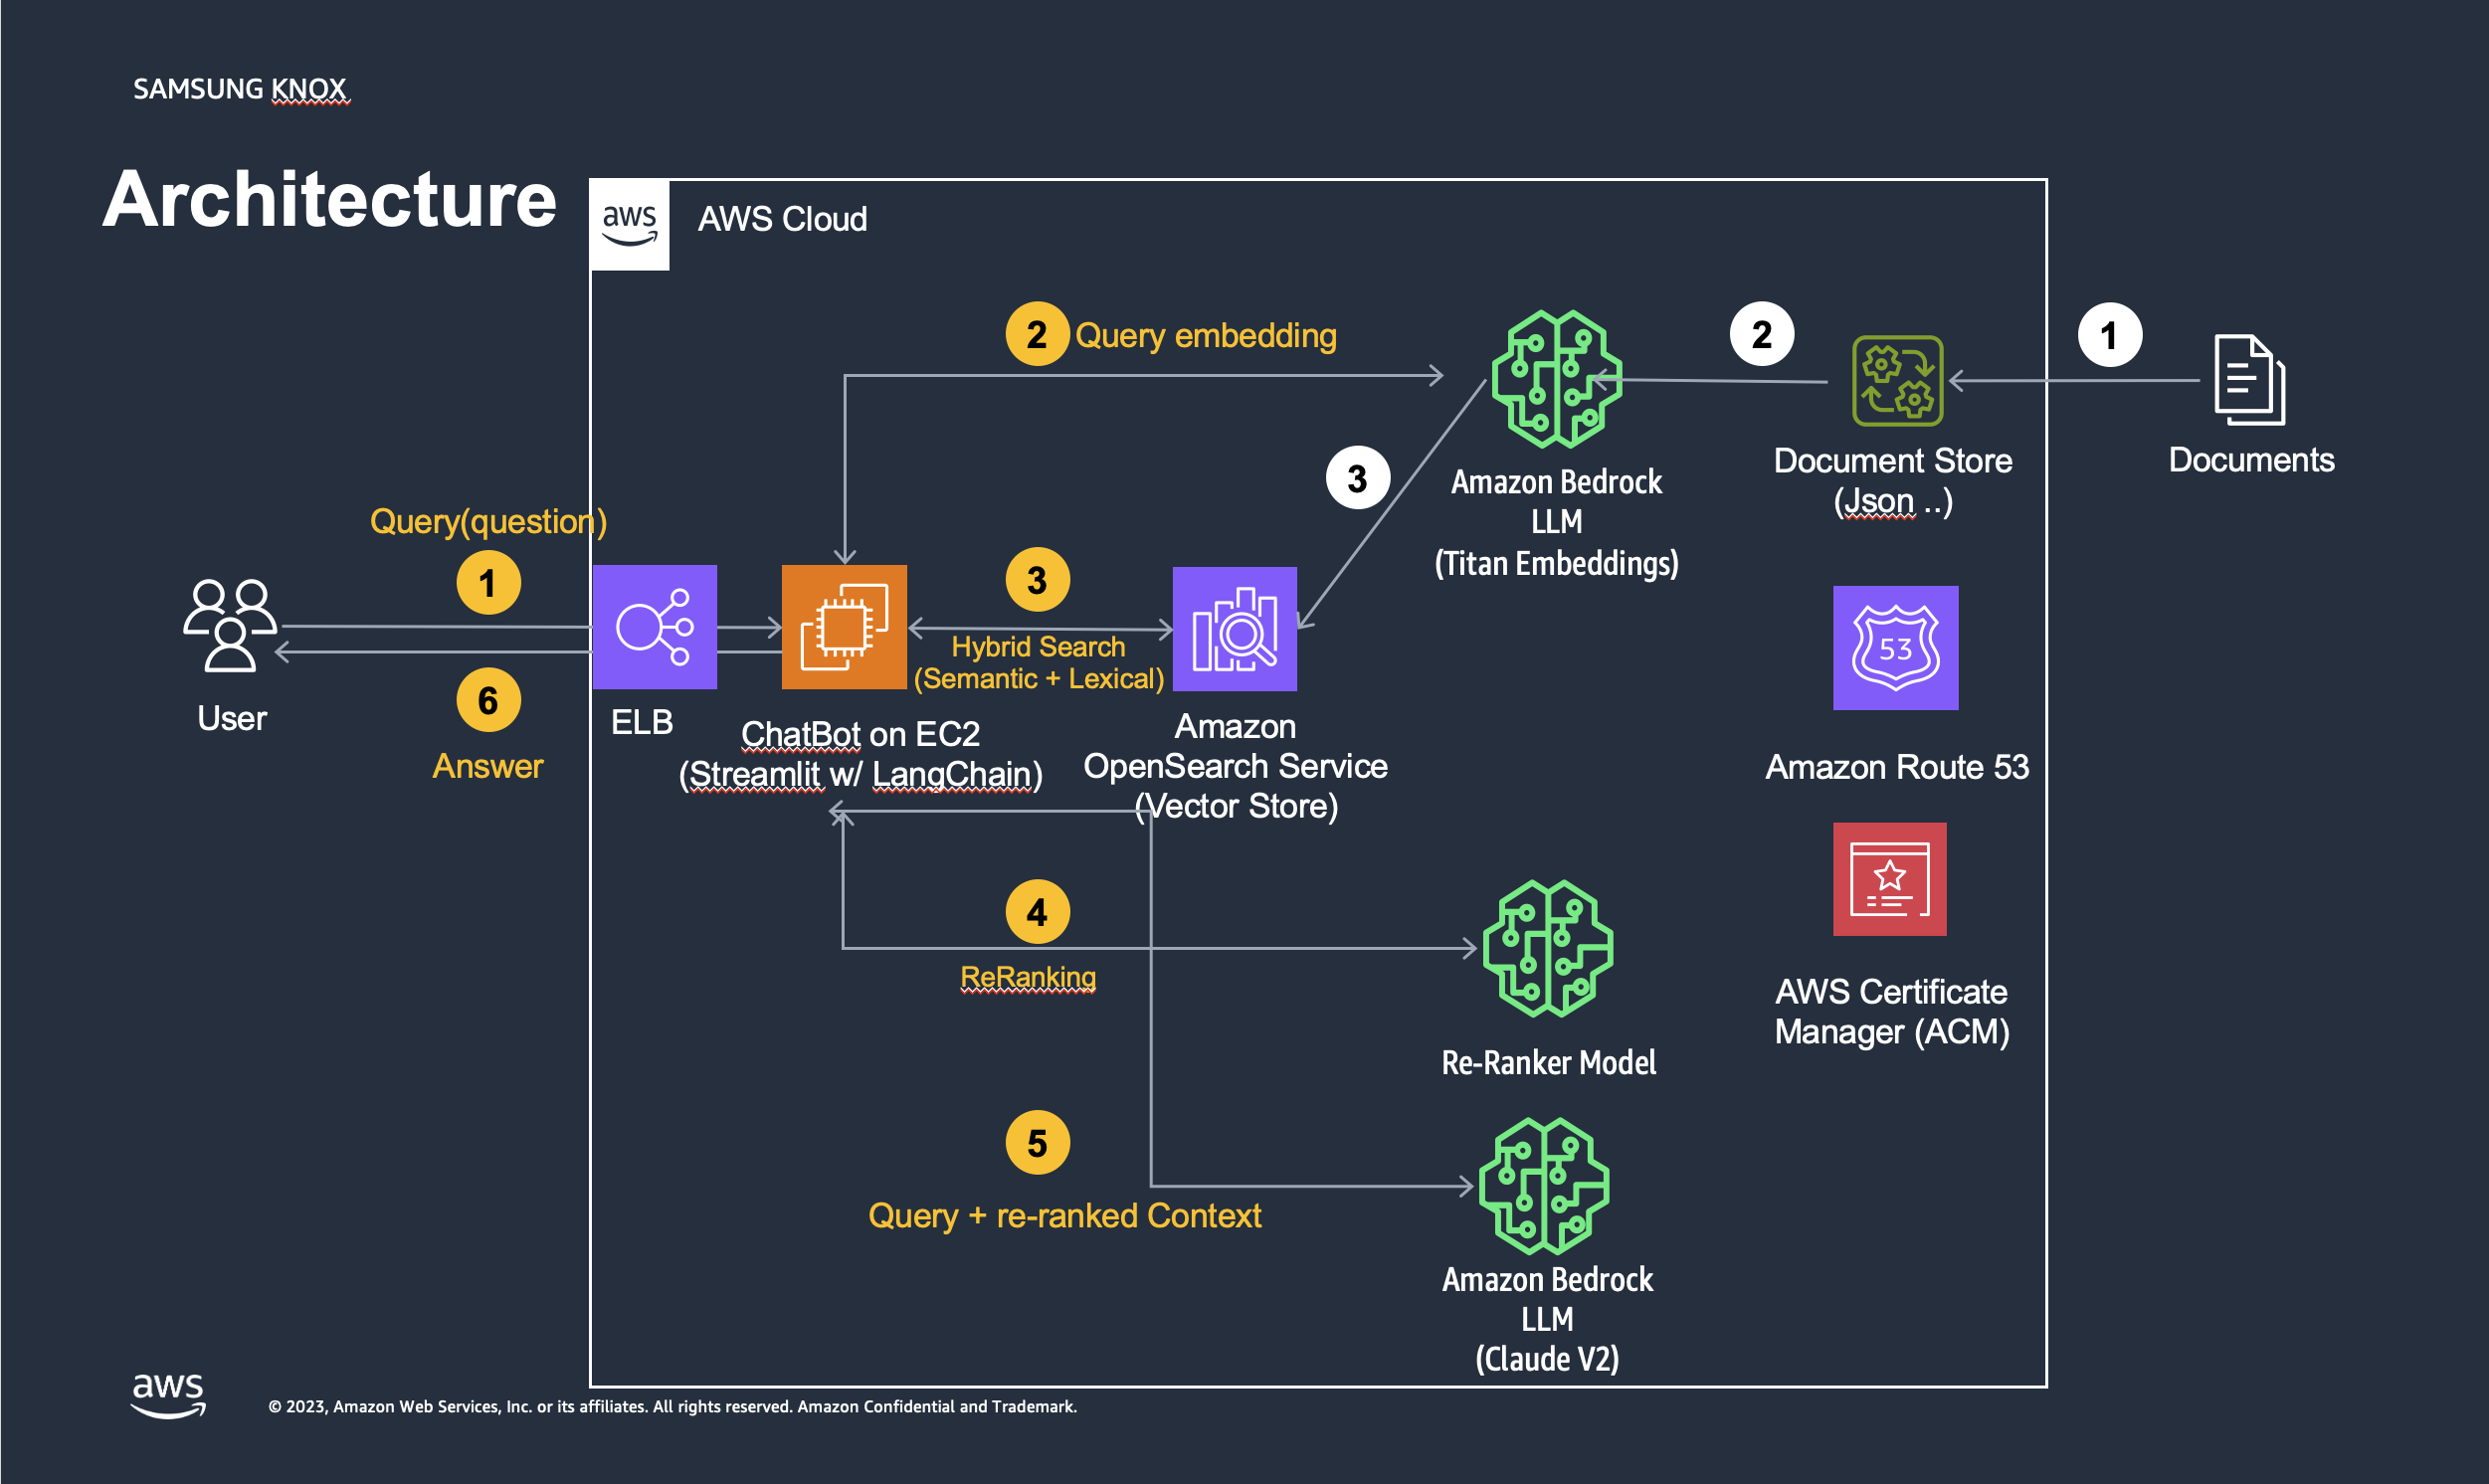 SAMSUNG KNOX
Architecture
aws
AWS Cloud
2
Query embedding
2
1
3
Amazon Bedrock
LLM
(Titan Embeddings)
Document Store
(Json ..)
Documents
Query(question)
1
3
Hybrid Search
(Semantic + Lexical)
53
6
User
Answer
ELB
ChatBot on EC2
(Streamlit w/ LangChain)
Amazon
OpenSearch Service
(Vector Store)
Amazon Route 53
4
ReRanking
Re-Ranker Model
AWS Certificate
Manager (ACM)
5
Query + re-ranked Context
Amazon Bedrock
LLM
(Claude V2)
aws
© 2023, Amazon Web Services, Inc. or its affiliates. All rights reserved. Amazon Confidential and Trademark.